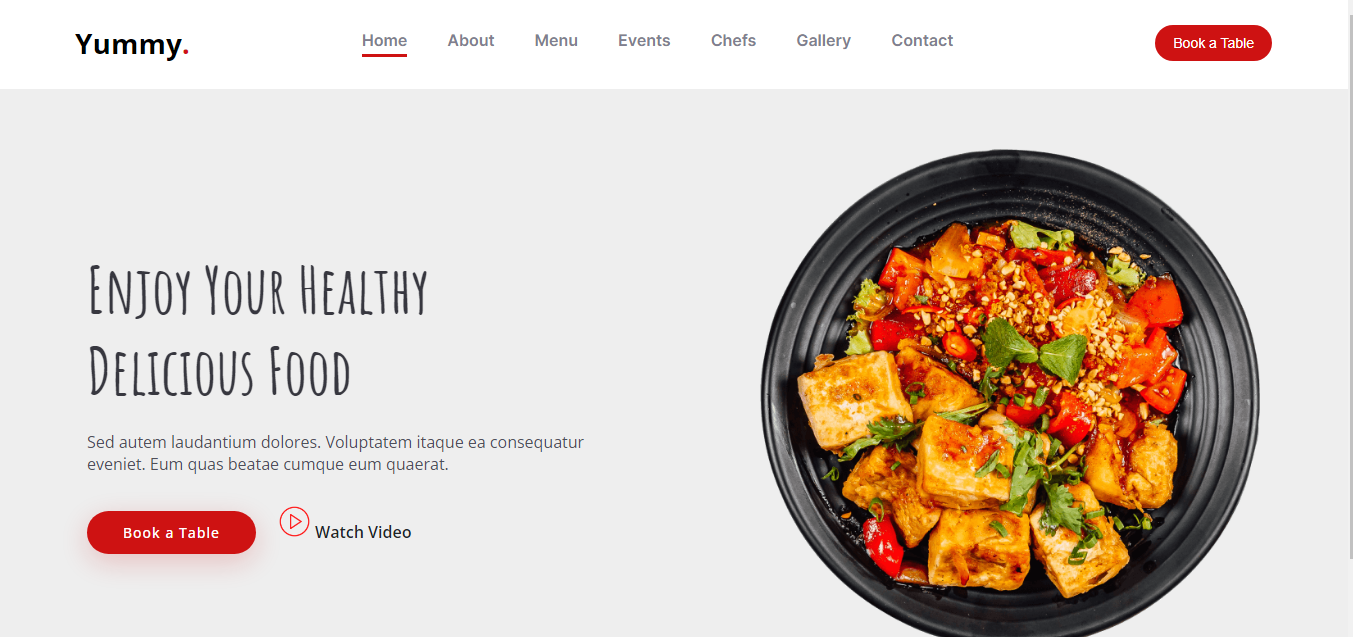 Yummy.
Home About Menu Events Chefs Gallery Contact
Book a Table
Enjoy Your Healthy
Delicious Food
Sed autem laudantium dolores. Voluptatem itaque ea consequatur
eveniet. Eum quas beatae cumque eum quaerat.
Book a Table
Watch Video